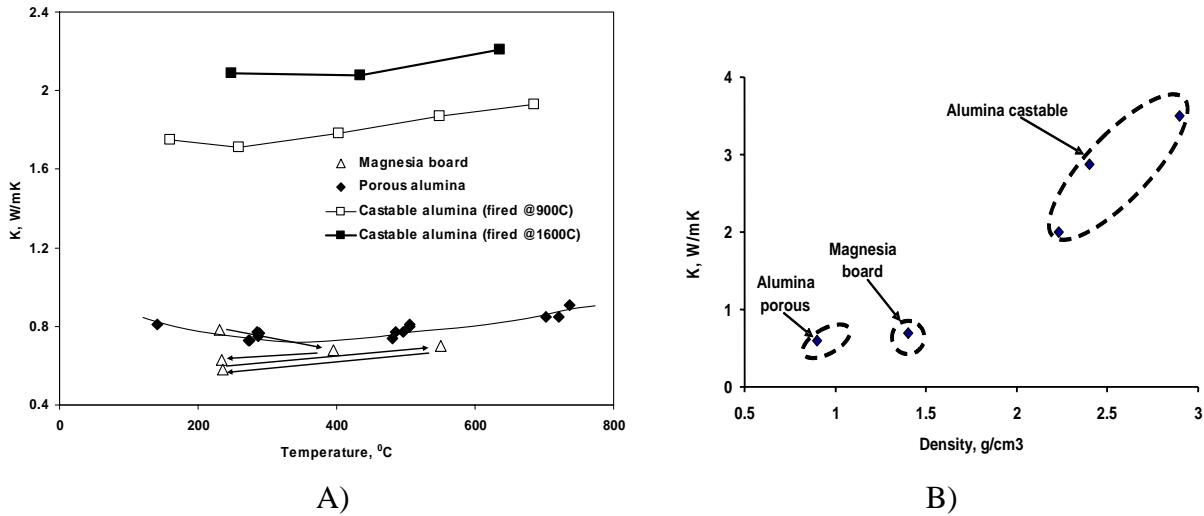 2.4
2
1.6
1.2
0.8
0.4
K, W/mK
0
200
400
600
800
Temperature, ⁰C
Magnesia board
Porous alumina
Castable alumina (fired @900C)
Castable alumina (fired @1600C)
A)
4
3
2
1
0
K, W/mK
0.5
1
1.5
2
2.5
3
Density, g/cm3
Alumina castable
Magnesia
board
Alumina
porous
B)